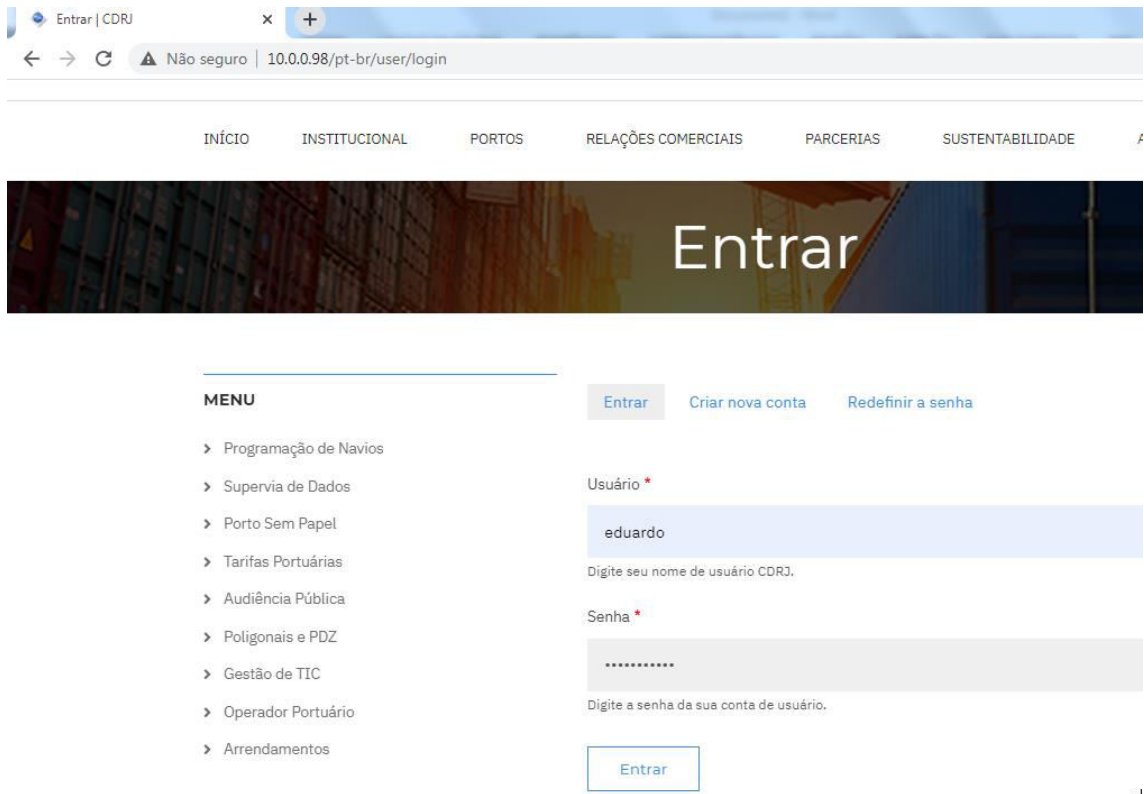 Entrar | CDRJ
Não seguro | 10.0.0.98/pt-br/user/login
INÍCIO INSTITUCIONAL PORTOS RELAÇÕES COMERCIAIS PARCERIAS SUSTENTABILIDADE A
Entrar
MENU
Programação de Navios
Supervia de Dados
Porto Sem Papel
Tarifas Portuárias
Audiência Pública
Poligonais e PDZ
Gestão de TIC
Operador Portuário
Arrendamentos
Entrar Criar nova conta Redefinir a senha
Usuário *
eduardo
Digite seu nome de usuário CDRJ.
Senha *
•••••••••••
Digite a senha da sua conta de usuário.
Entrar